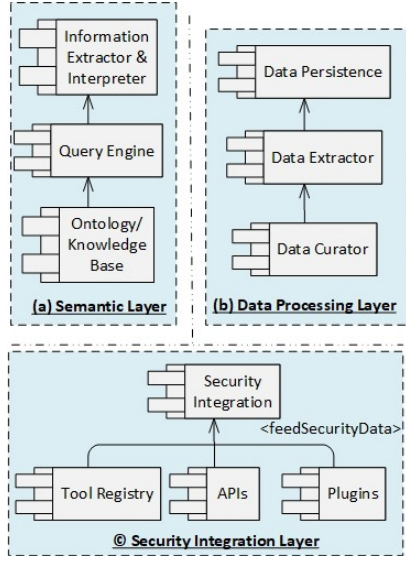 Information
Extractor &
Interpreter
Query Engine
Ontology/
Knowledge
Base
(a) Semantic Layer
Data Persistence
Data Extractor
Data Curator
(b) Data Processing Layer
Security
Integration
<feedSecurityData>
Tool Registry
APIs
Plugins
© Security Integration Layer